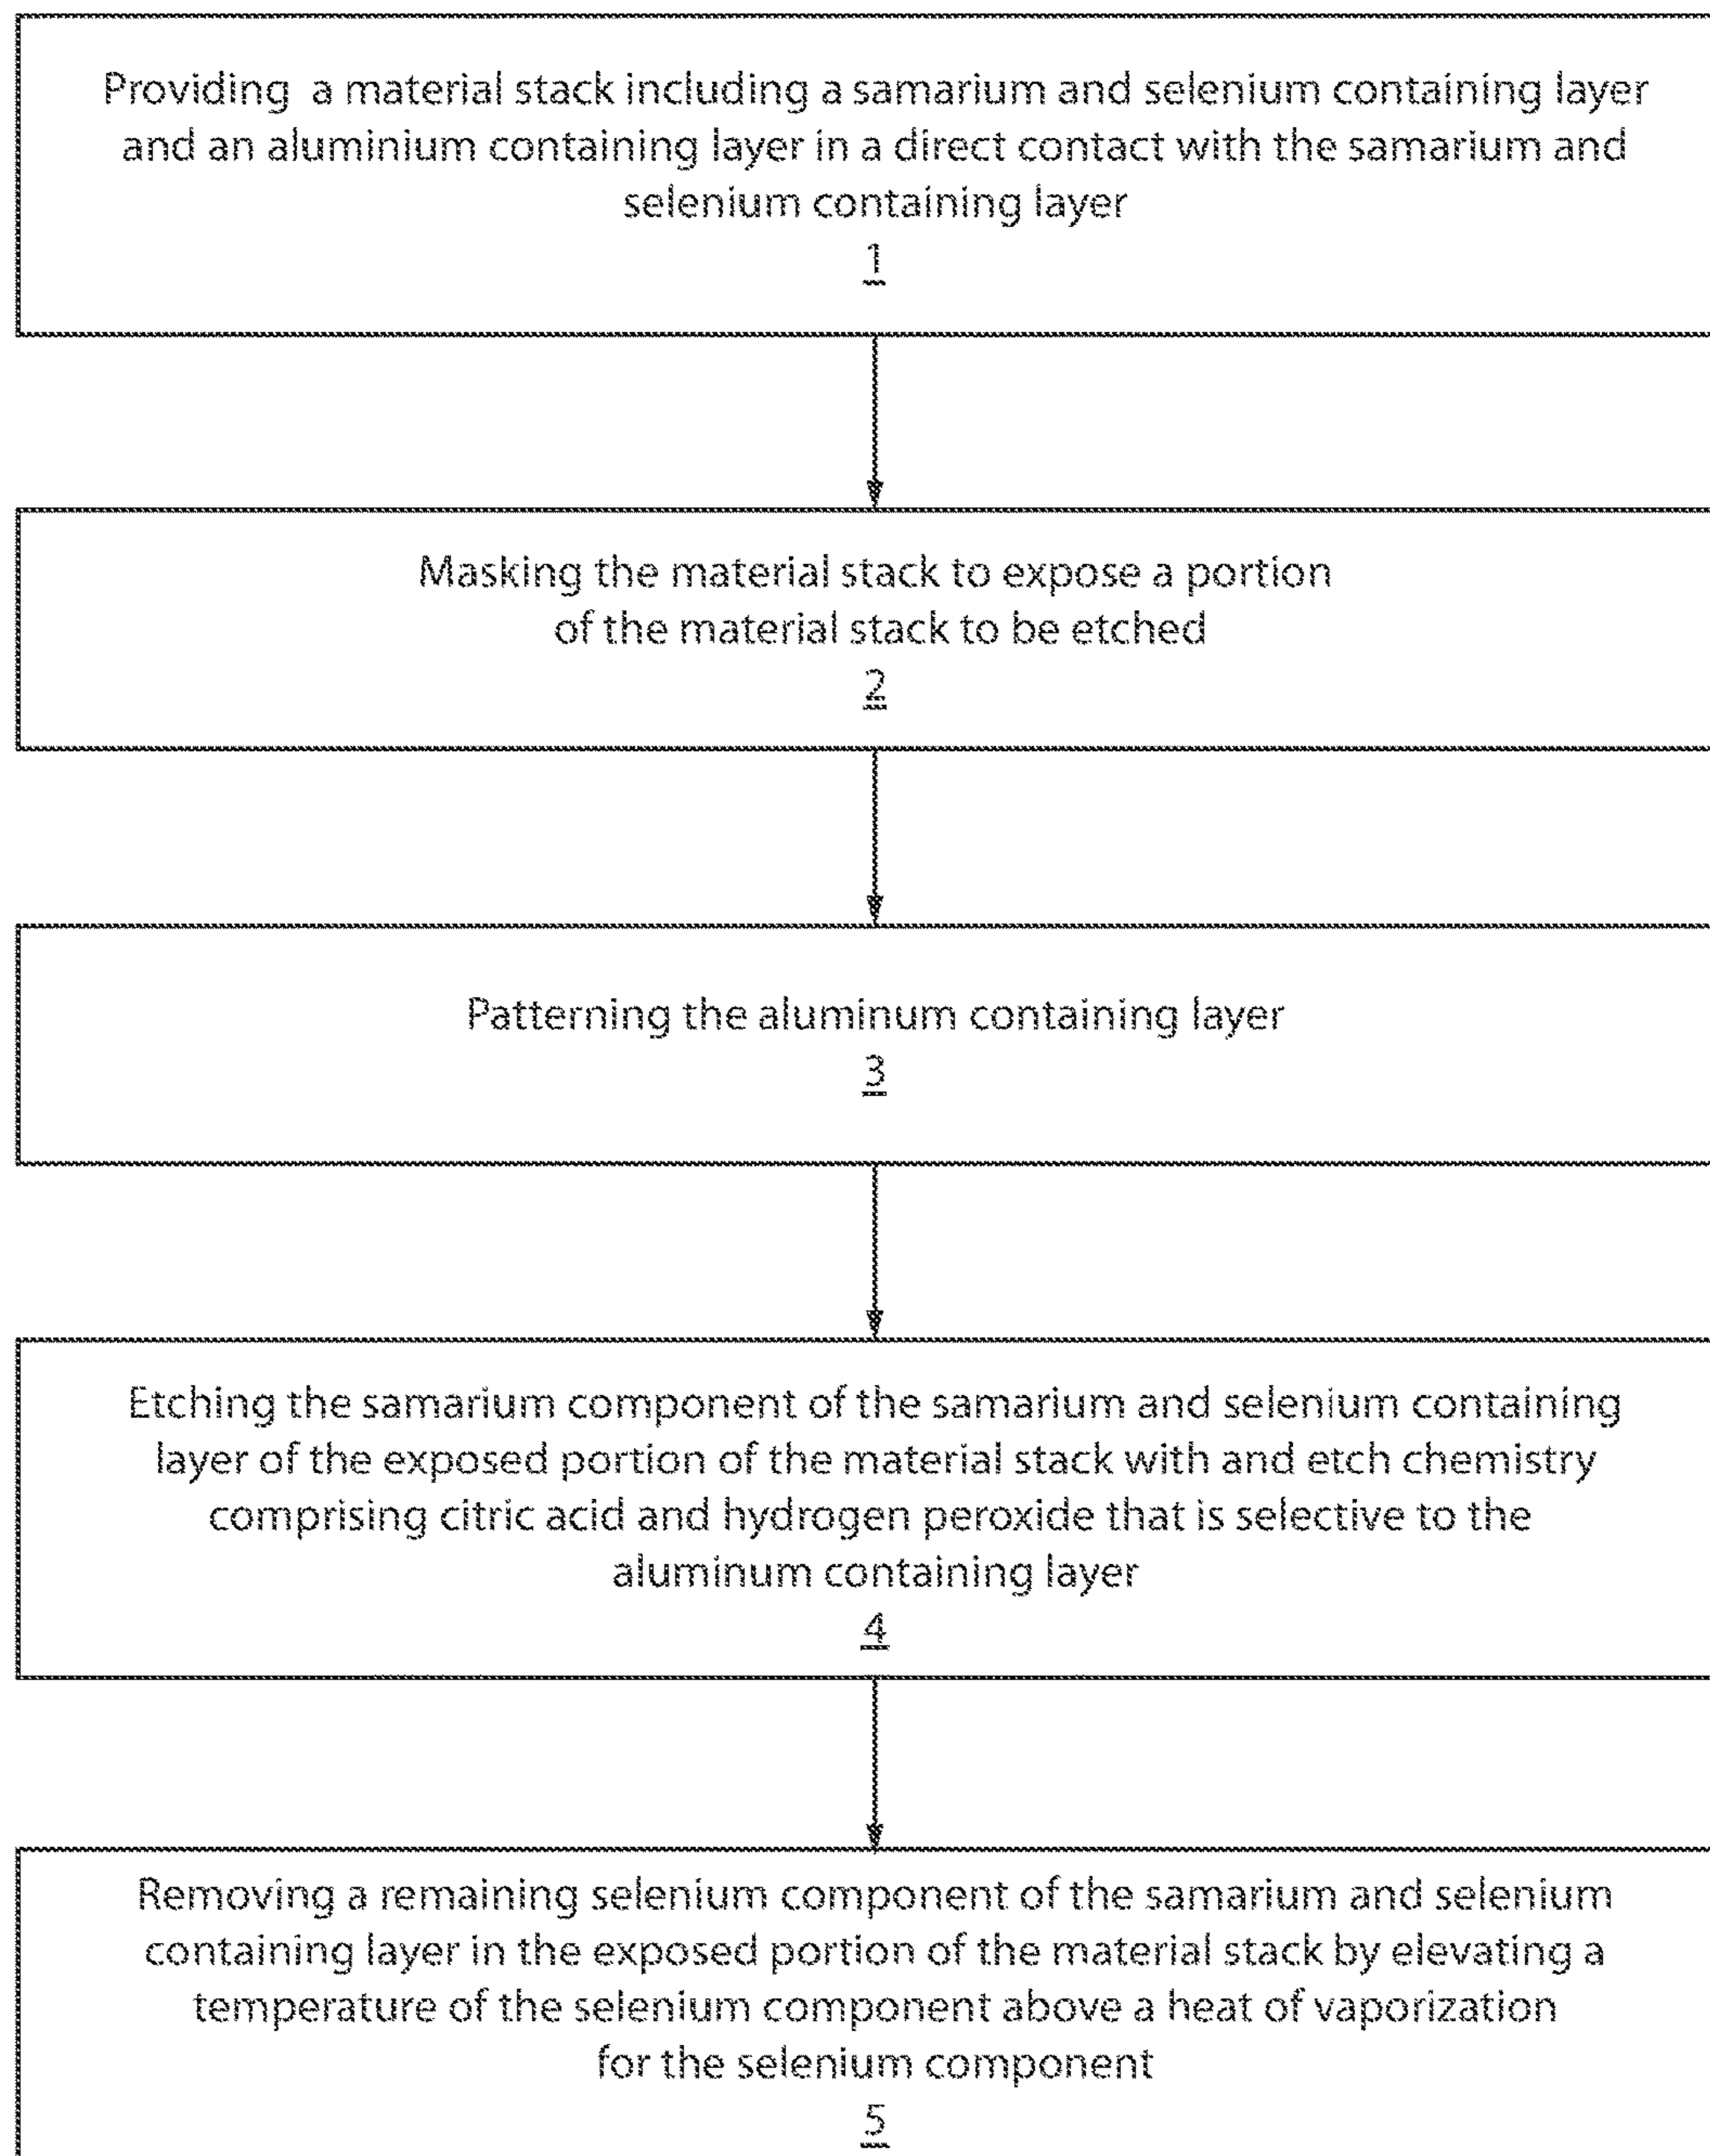 Providing a material stack including a samarium and selenium containing layer
and an aluminium containing layer in a direct contact with the samarium and
selenium containing layer
1
Masking the material stack to expose a portion
of the material stack to be etched
2
Patterning the aluminum containing layer
3
Etching the samarium component of the samarium and selenium containing
layer of the exposed portion of the material stack with and etch chemistry
comprising citric acid and hydrogen peroxide that is selective to the
aluminum containing layer
4
Removing a remaining selenium component of the samarium and selenium
containing layer in the exposed portion of the material stack by elevating a
temperature of the selenium component above a heat of vaporization
for the selenium component
5